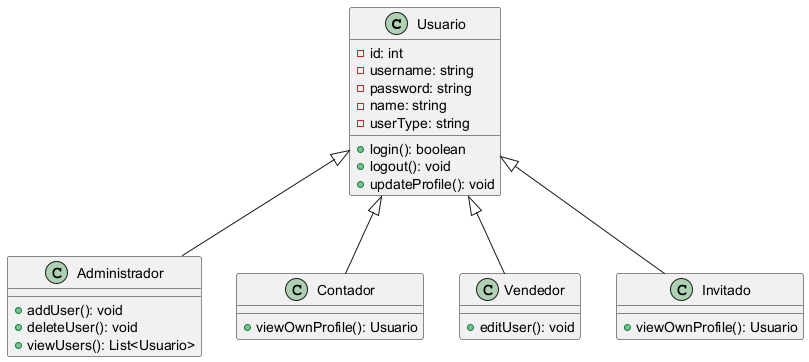 C Usuario
id: int
username: string
password: string
name: string
userType: string
login(): boolean
logout(): void
updateProfile(): void
C Administrador
addUser(): void
deleteUser(): void
viewUsers(): List<Usuario>
C Contador
viewOwnProfile(): Usuario
C Vendedor
editUser(): void
C Invitado
viewOwnProfile(): Usuario